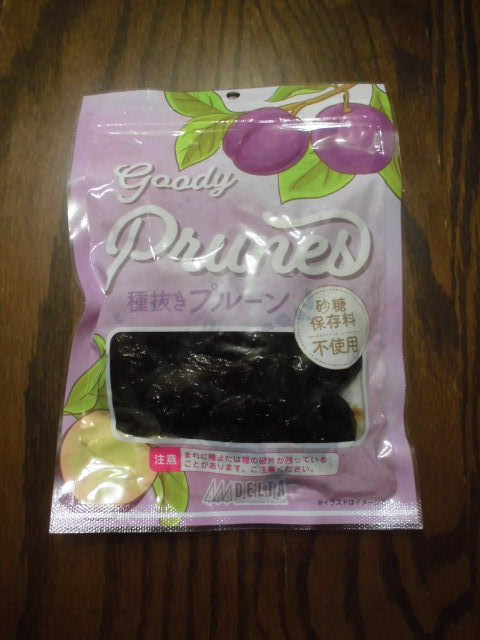 Goody
Prunes
種抜きプルーン
砂糖
保存料
不使用
注意
まれに種または種の破片が残っている
ことがあります。ご注意ください。
DELTA
※イラストはイメージ